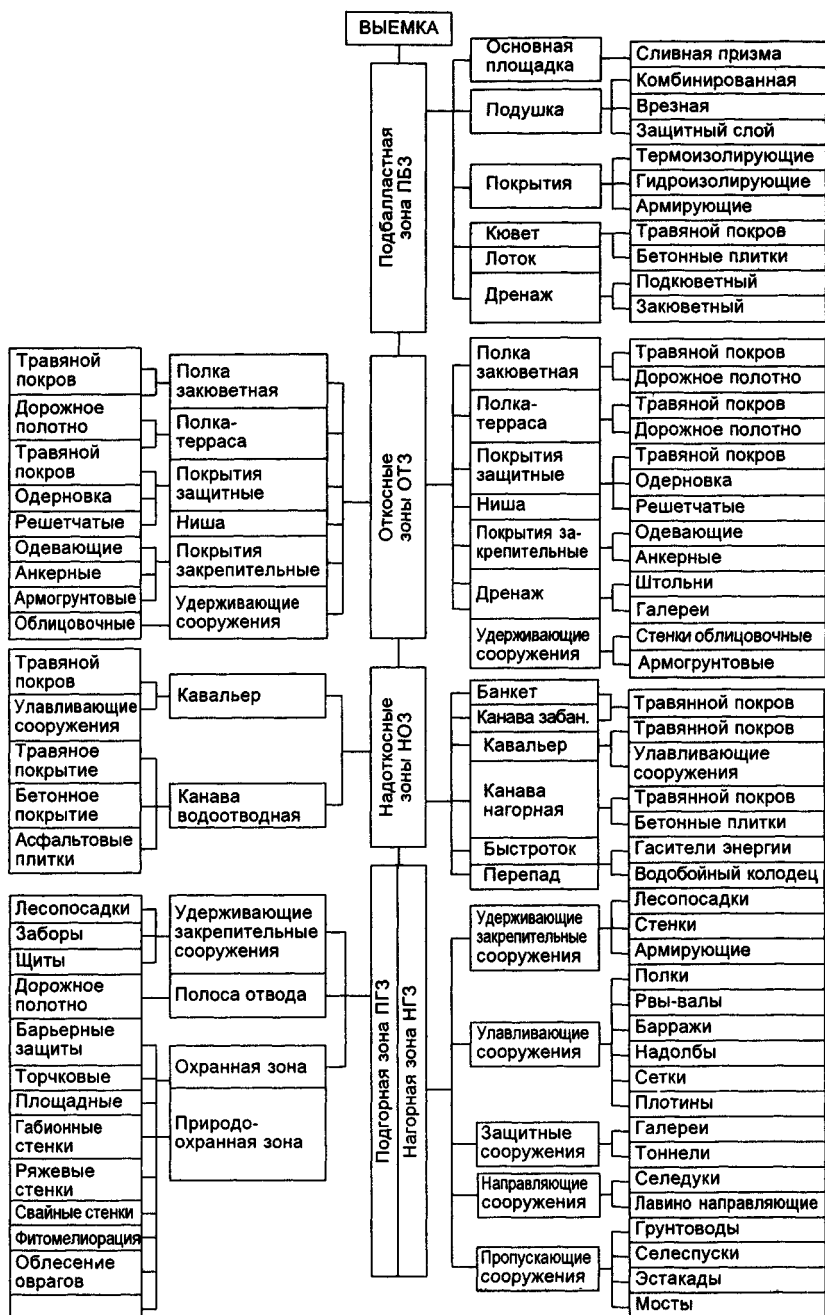 ВЫЕМКА
Подбалластная
зона ПБЗ
Основная
площадка
Сливная призма
Подушка
Комбинированная
Врезная
Защитный слой
Покрытия
Термоизолирующие
Гидроизолирующие
Армирующие
Кювет
Лоток
Травяной покров
Бетонные плитки
Дренаж
Подкюветный
Закюветный
Травяной
покров
Дорожное
полотно
Травяной
покров
Одерновка
Решетчатые
Одевающие
Анкерные
Армогрунтовые
Облицовочные
Полка
закюветная
Полка-
терраса
Покрытия
защитные
Ниша
Покрытия
закрепительные
Удерживающие
сооружения
Откосные
зоны ОТЗ
Полка
закюветная
Травяной покров
Дорожное полотно
Полка-
терраса
Травяной покров
Дорожное полотно
Покрытия
защитные
Травяной покров
Одерновка
Решетчатые
Ниша
Покрытия за-
крепительные
Одевающие
Анкерные
Дренаж
Штольни
Галереи
Удерживающие
сооружения
Стенки облицовочные
Армогрунтовые
Травяной
покров
Улавливающие
сооружения
Травяное
покрытие
Бетонное
покрытие
Асфальтовые
плитки
Кавальер
Канава
водоотводная
Надоткосные
зоны НОЗ
Банкет
Канава забан.
Травянной покров
Кавальер
Травяной покров
Улавливающие
сооружения
Канава
нагорная
Травянной покров
Бетонные плитки
Быстроток
Перепад
Гасители энергии
Водобойный колодец
Лесопосадки
Заборы
Щиты
Дорожное
полотно
Барьерные
защиты
Торчковые
Площадные
Габионные
стенки
Ряжевые
стенки
Свайные стенки
Фитомелиорация
Облесение
оврагов
Удерживающие
закрепительные
сооружения
Полоса отвода
Охранная зона
Природо-
охранная зона
Подгорная зона ПГЗ
Нагорная зона НГЗ
Удерживающие
закрепительные
сооружения
Лесопосадки
Стенки
Армирующие
Улавливающие
сооружения
Полки
Рвы-валы
Барражи
Надолбы
Сетки
Плотины
Защитные
сооружения
Галереи
Тоннели
Направляющие
сооружения
Селедуки
Лавино направляющие
Пропускающие
сооружения
Грунтоводы
Селеспуски
Эстакады
Мосты